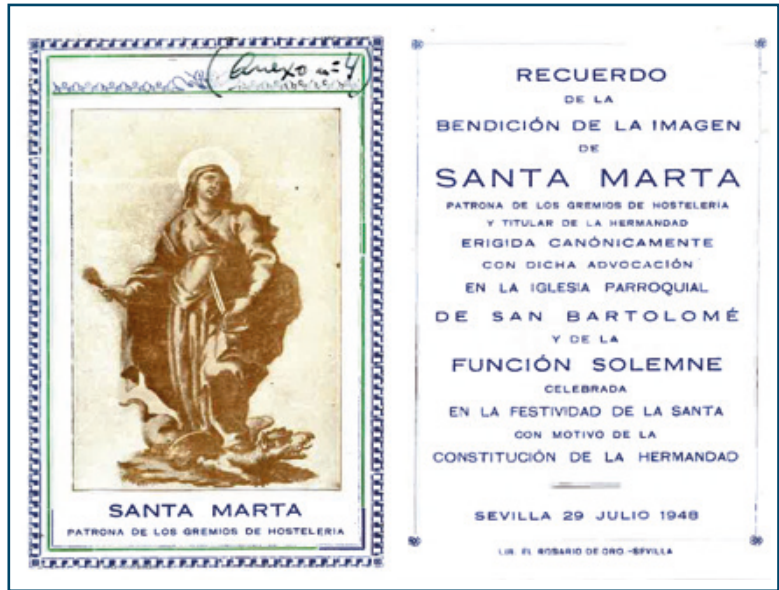 (Anexo nº 4)
SANTA MARTA
PATRONA DE LOS GREMIOS DE HOSTELERIA
RECUERDO
DE LA
BENDICIÓN DE LA IMAGEN
DE
SANTA MARTA
PATRONA DE LOS GREMIOS DE HOSTELERIA
Y TITULAR DE LA HERMANDAD
ERIGIDA CANÓNICAMENTE
CON DICHA ADVOCACIÓN
EN LA IGLESIA PARROQUIAL
DE SAN BARTOLOMÉ
Y DE LA
FUNCIÓN SOLEMNE
CELEBRADA
EN LA FESTIVIDAD DE LA SANTA
CON MOTIVO DE LA
CONSTITUCIÓN DE LA HERMANDAD
SEVILLA 29 JULIO 1948
LIB. EL ROSARIO DE ORO.-SEVILLA